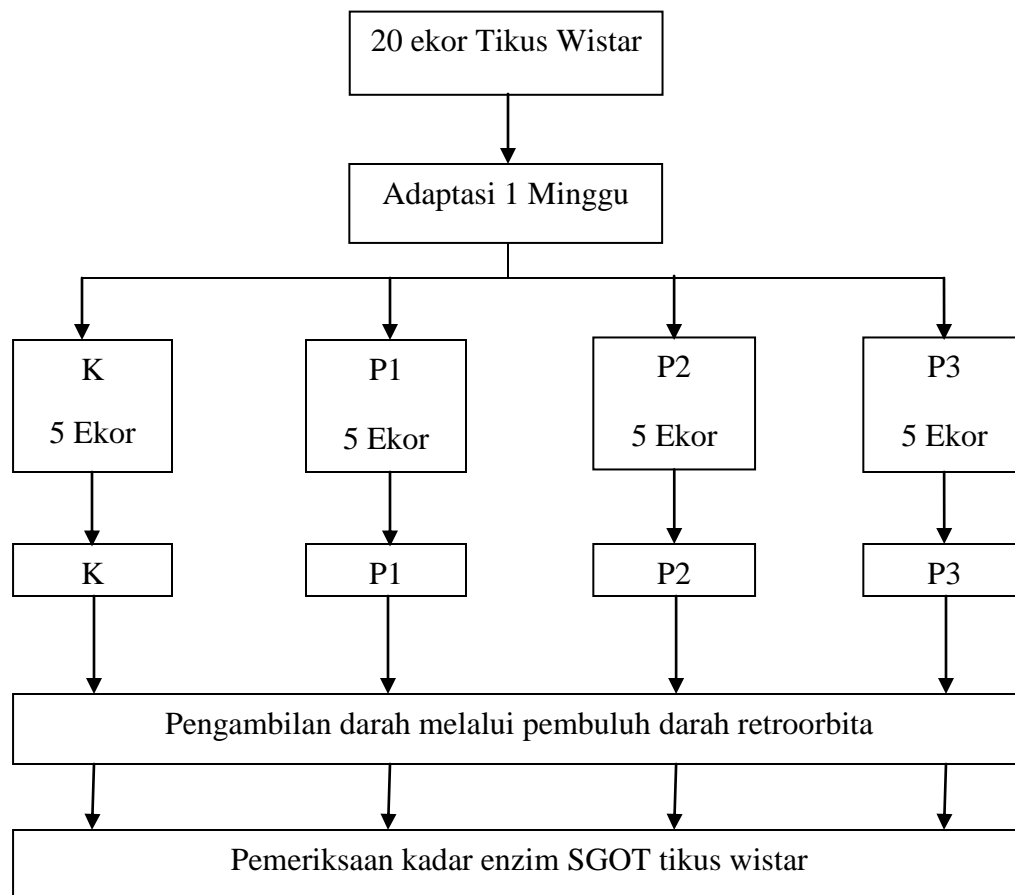 20 ekor Tikus Wistar
Adaptasi 1 Minggu
K
5 Ekor
P1
5 Ekor
P2
5 Ekor
P3
5 Ekor
K
P1
P2
P3
Pengambilan darah melalui pembuluh darah retroorbita
Pemeriksaan kadar enzim SGOT tikus wistar